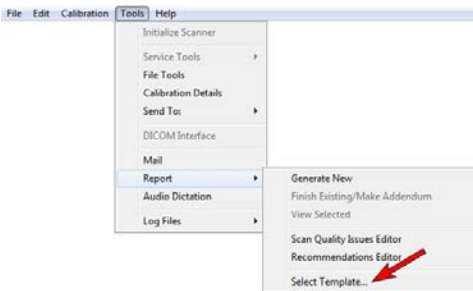 File Edit Calibration Tools Help
Initialize Scanner
Service Tools
File Tools
Calibration Details
Send To:
DICOM Interface
Mail
Report
Audio Dictation
Log Files
Generate New
Finish Existing/Make Addendum
View Selected
Scan Quality Issues Editor
Recommendations Editor
Select Template...